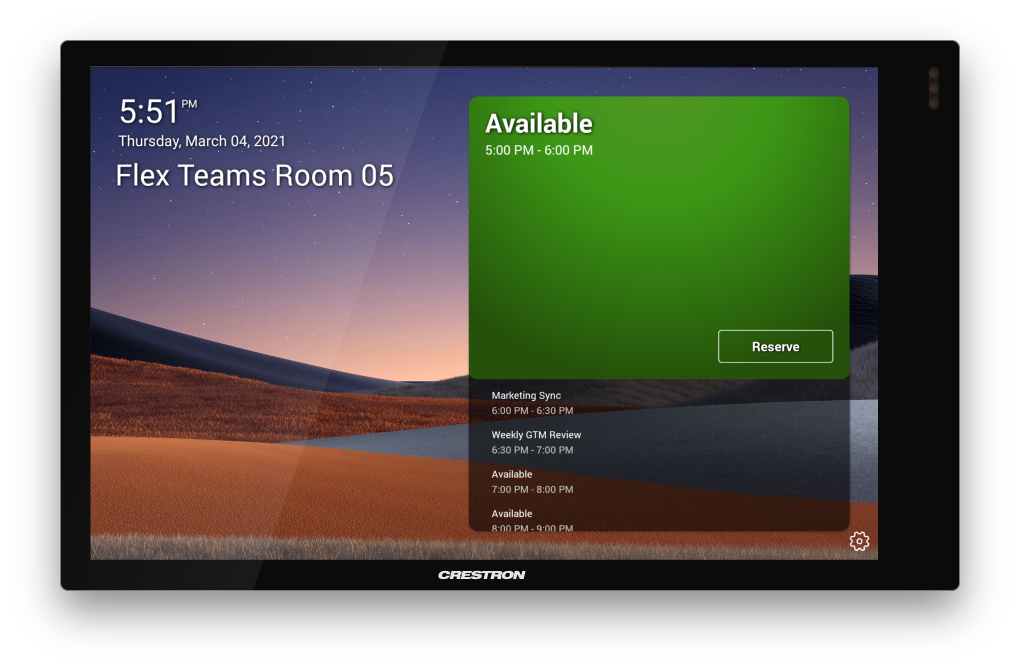 5:51 PM
Thursday, March 04, 2021
Flex Teams Room 05
Available
5:00 PM - 6:00 PM
Reserve
Marketing Sync
6:00 PM - 6:30 PM
Weekly GTM Review
6:30 PM - 7:00 PM
Available
7:00 PM - 8:00 PM
Available
8:00 PM - 9:00 PM
CRESTRON